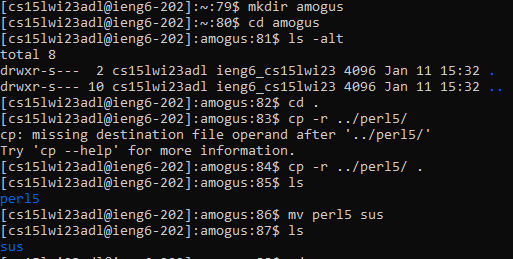 [cs15lwi23adl@ieng6-202]:~:79$ mkdir amogus
[cs15lwi23adl@ieng6-202]:~:80$ cd amogus
[cs15lwi23adl@ieng6-202]:amogus:81$ ls -alt
total 8
drwxr-s---  2 cs15lwi23adl ieng6_cs15lwi23 4096 Jan 11 15:32 .
drwxr-s--- 10 cs15lwi23adl ieng6_cs15lwi23 4096 Jan 11 15:32 ..
[cs15lwi23adl@ieng6-202]:amogus:82$ cd .
[cs15lwi23adl@ieng6-202]:amogus:83$ cp -r ../perl5/
cp: missing destination file operand after '../perl5/'
Try 'cp --help' for more information.
[cs15lwi23adl@ieng6-202]:amogus:84$ cp -r ../perl5/ .
[cs15lwi23adl@ieng6-202]:amogus:85$ ls
perl5
[cs15lwi23adl@ieng6-202]:amogus:86$ mv perl5 sus
[cs15lwi23adl@ieng6-202]:amogus:87$ ls
sus